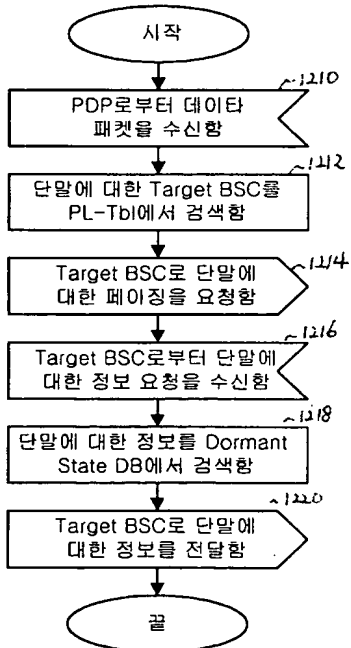 시작
1210
PDP로부터 데이타
패킷을 수신함
1212
단말에 대한 Target BSC를
PL-Tbl에서 검색함
1214
Target BSC로 단말에
대한 페이징을 요청함
1216
Target BSC로부터 단말에
대한 정보 요청을 수신함
1218
단말에 대한 정보를 Dormant
State DB에서 검색함
1220
Target BSC로 단말에
대한 정보를 전달함
끝